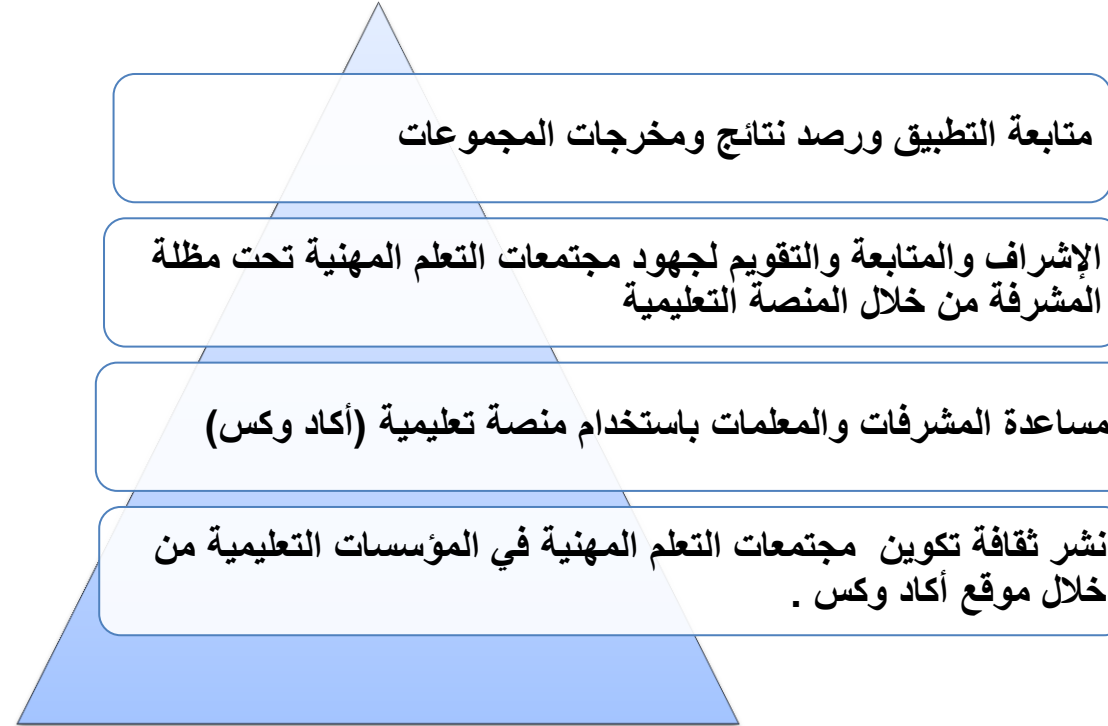 متابعة التطبيق ورصد نتائج ومخرجات المجموعات
الإشراف والمتابعة والتقويم لجهود مجتمعات التعلم المهنية تحت مظلة
المشرفة من خلال المنصة التعليمية
مساعدة المشرفات والمعلمات باستخدام منصة تعليمية (أكاد وكس)
نشر ثقافة تكوين مجتمعات التعلم المهنية في المؤسسات التعليمية من
خلال موقع أكاد وكس .